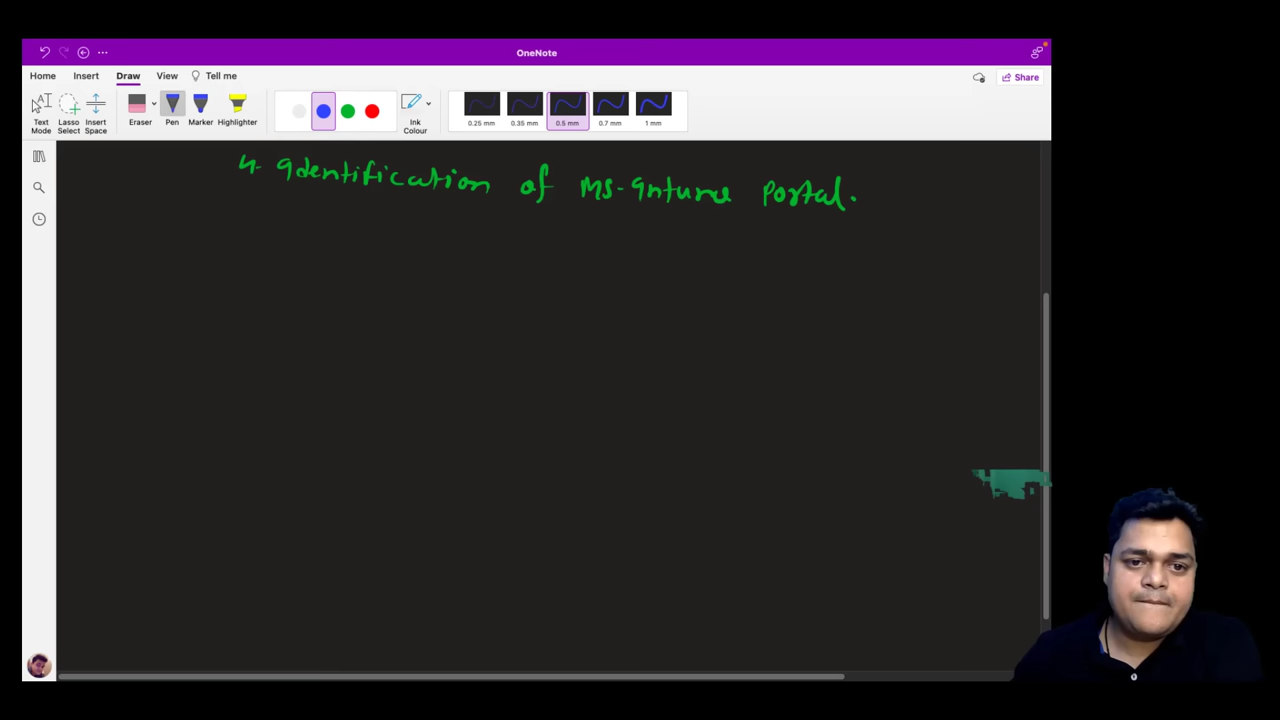 OneNote
Home Insert Draw View Tell me
Share
Text Mode
Lasso Select
Insert Space
Eraser
Pen
Marker
Highlighter
Ink Colour
0.25 mm 0.35 mm 0.5 mm 0.7 mm 1 mm
4. Identification of MS-Intune Portal.